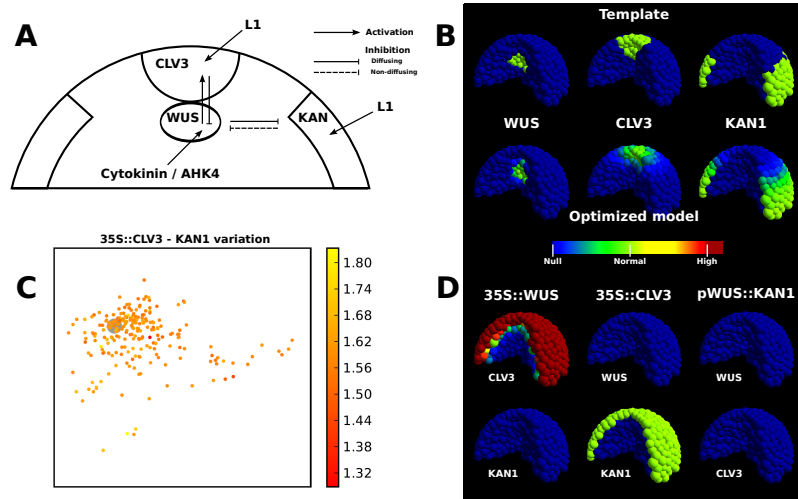 A
L1
Activation
Inhibition
Diffusing
Non-diffusing
CLV3
WUS
KAN
L1
Cytokinin / AHK4
B
Template
WUS
CLV3
KAN1
Optimized model
Null
Normal
High
35S::CLV3 - KAN1 variation
C
1.80
1.74
1.68
1.62
1.56
1.50
1.44
1.38
1.32
D
35S::WUS
35S::CLV3
pWUS::KAN1
CLV3
WUS
WUS
KAN1
KAN1
CLV3